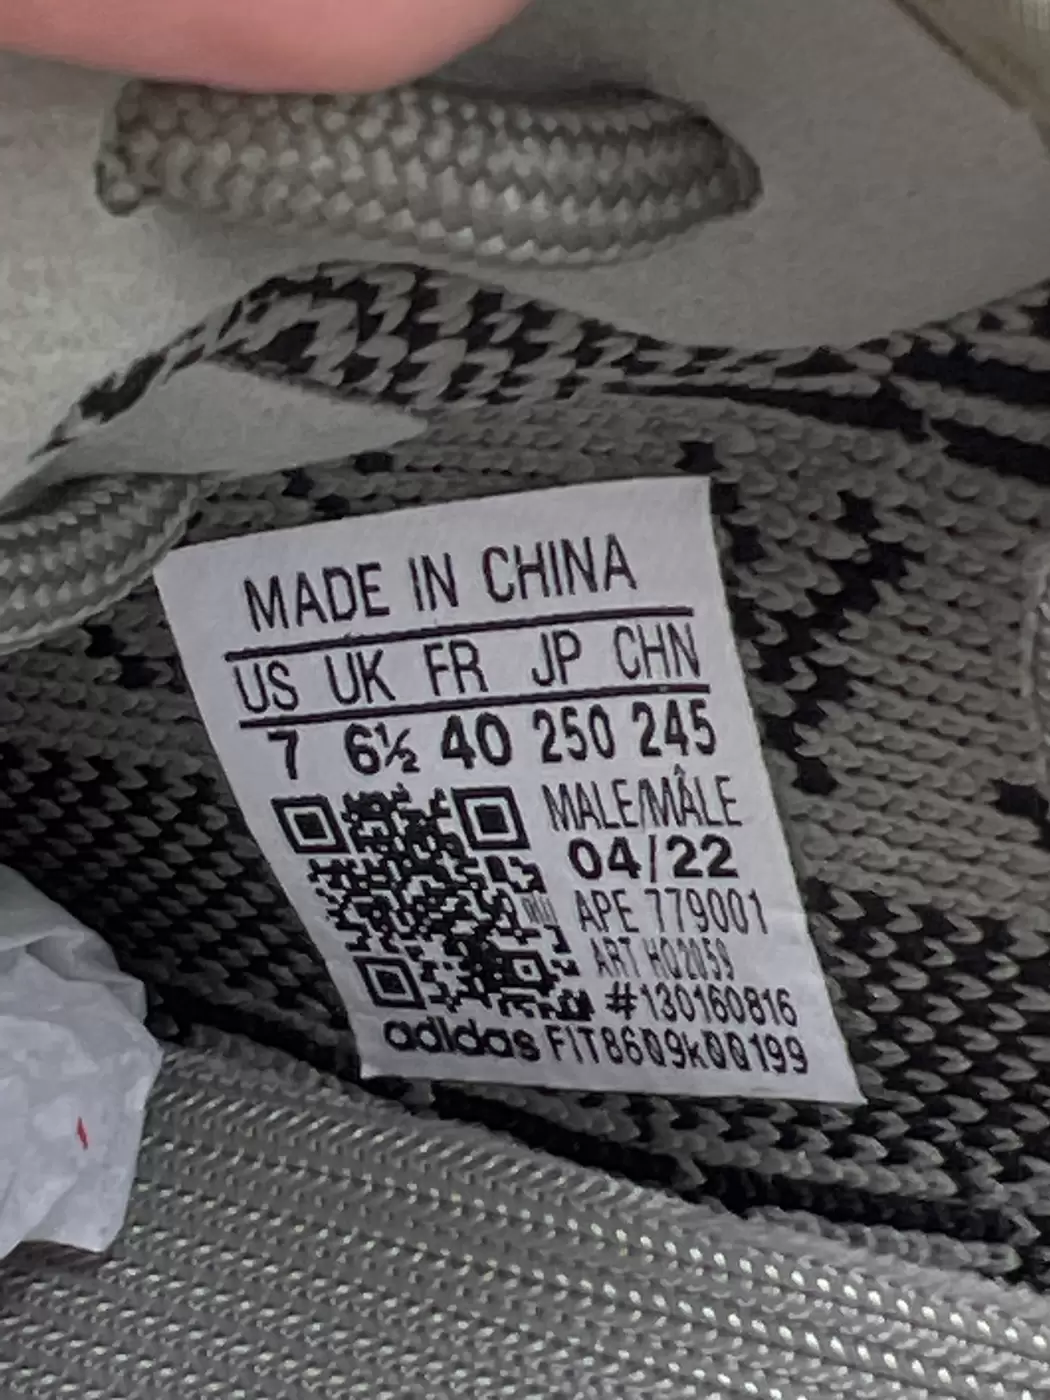 MADE IN CHINA
US UK FR JP CHN
7 6½ 40 250 245
MALE/MÂLE
04/22
APE 779001
ART HQ2059
#130160816
adidas FIT8609k00199